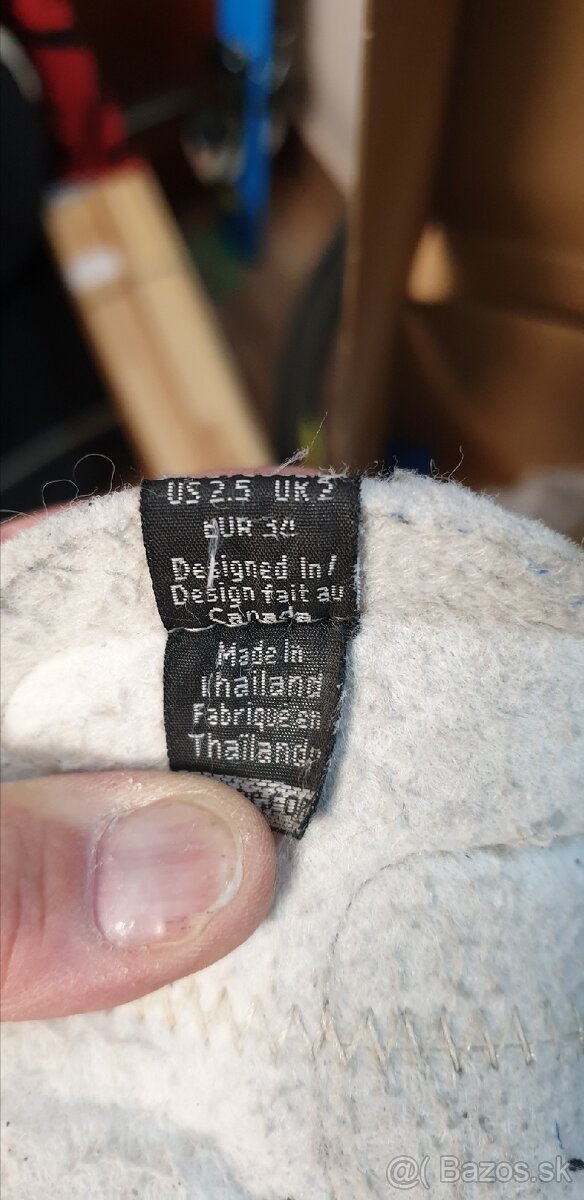 US 2.5 UK 2
EUR 34
Designed in/
Design fait au
Canada
Made in
Thailand
Fabriqué en
Thaïlande
@( Bazos.sk